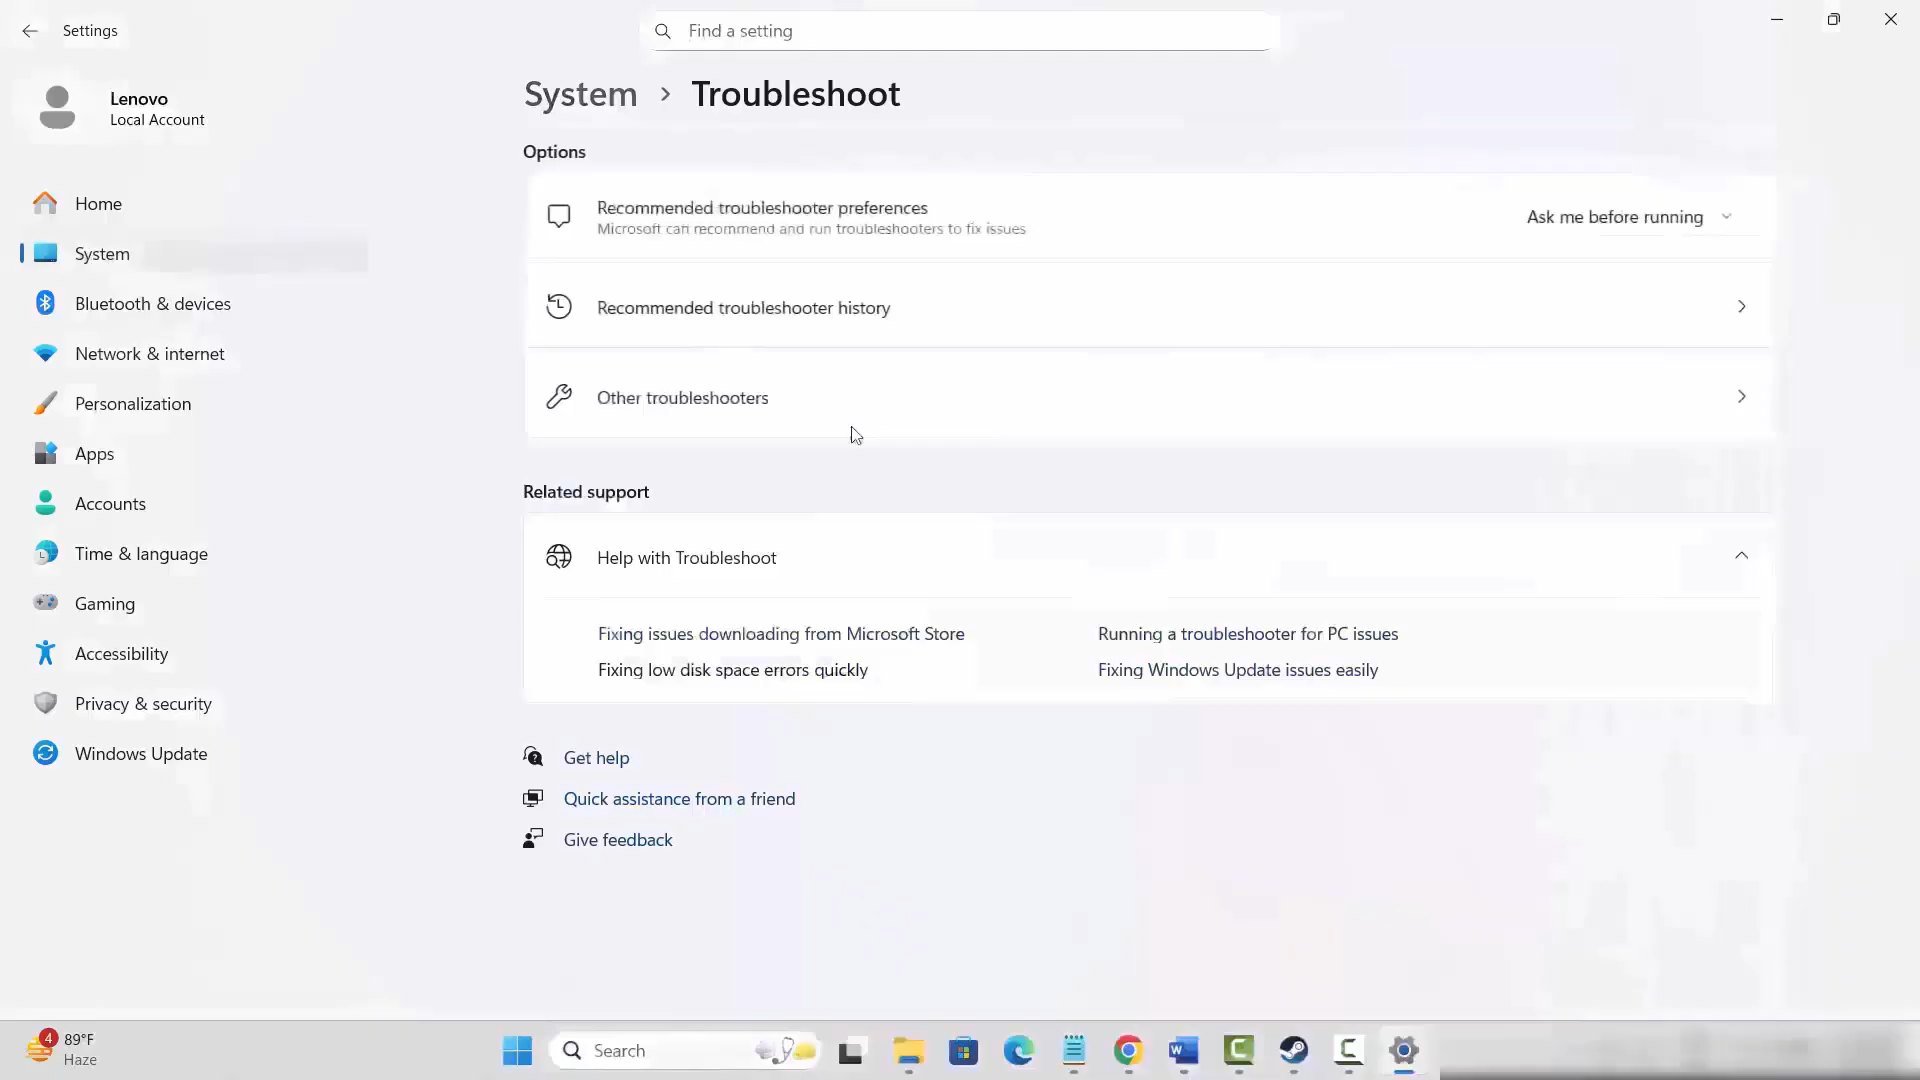 Settings
Find a setting
Lenovo
Local Account
System > Troubleshoot
Options
Home
System
Bluetooth & devices
Network & internet
Personalization
Apps
Accounts
Time & language
Gaming
Accessibility
Privacy & security
Windows Update
Recommended troubleshooter preferences
Microsoft can recommend and run troubleshooters to fix issues
Ask me before running
Recommended troubleshooter history
Other troubleshooters
Related support
Help with Troubleshoot
Fixing issues downloading from Microsoft Store
Running a troubleshooter for PC issues
Fixing low disk space errors quickly
Fixing Windows Update issues easily
Get help
Quick assistance from a friend
Give feedback
4
89°F
Haze
Search